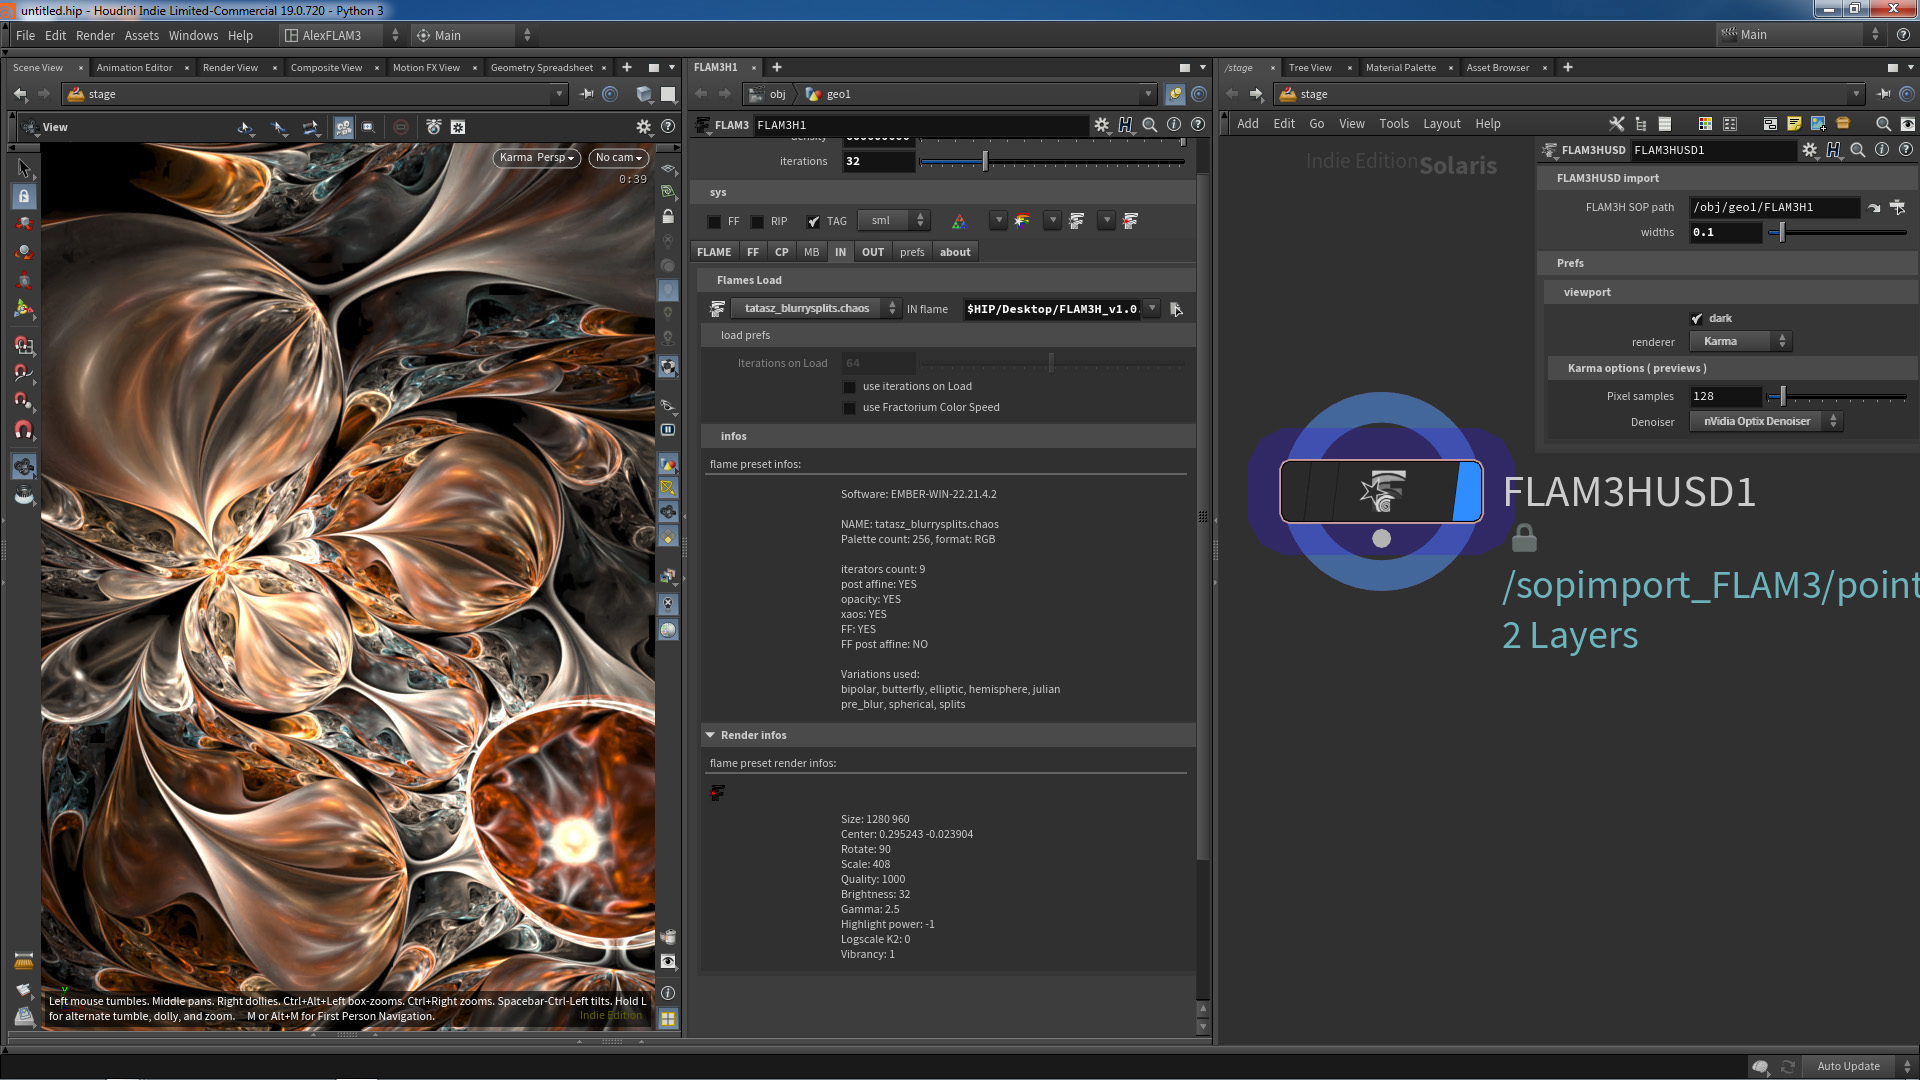 untitled.hip - Houdini Indie Limited-Commercial 19.0.720 - Python 3
File Edit Render Assets Windows Help AlexFLAM3 Main Main
Scene View Animation Editor Render View Composite View Motion FX View Geometry Spreadsheet
stage
View
Karma Persp No cam
0:39
Left mouse tumbles. Middle pans. Right dollies. Ctrl+Alt+Left box-zooms. Ctrl+Right zooms. Spacebar-Ctrl-Left tilts. Hold L
for alternate tumble, dolly, and zoom. M or Alt+M for First Person Navigation.
Indie Edition
FLAM3H1
obj geo1
FLAM3 FLAM3H1
density
iterations 32
sys
FF RIP TAG sml
FLAME FF CP MB IN OUT prefs about
Flames Load
tatasz_blurrysplits.chaos IN flame $HIP/Desktop/FLAM3H_v1.0.
load prefs
Iterations on Load 64
use iterations on Load
use Fractorium Color Speed
infos
flame preset infos:
Software: EMBER-WIN-22.21.4.2
NAME: tatasz_blurrysplits.chaos
Palette count: 256, format: RGB
iterators count: 9
post affine: YES
opacity: YES
xaos: YES
FF: YES
FF post affine: NO
Variations used:
bipolar, butterfly, elliptic, hemisphere, julian
pre_blur, spherical, splits
Render infos
flame preset render infos:
Size: 1280 960
Center: 0.295243 -0.023904
Rotate: 90
Scale: 408
Quality: 1000
Brightness: 32
Gamma: 2.5
Highlight power: -1
Logscale K2: 0
Vibrancy: 1
/stage Tree View Material Palette Asset Browser
stage
Add Edit Go View Tools Layout Help
Indie Edition Solaris
FLAM3HUSD FLAM3HUSD1
FLAM3HUSD import
FLAM3H SOP path /obj/geo1/FLAM3H1
widths 0.1
Prefs
viewport
dark
renderer Karma
Karma options ( previews )
Pixel samples 128
Denoiser nVidia Optix Denoiser
FLAM3HUSD1
/sopimport_FLAM3/point
2 Layers
Auto Update